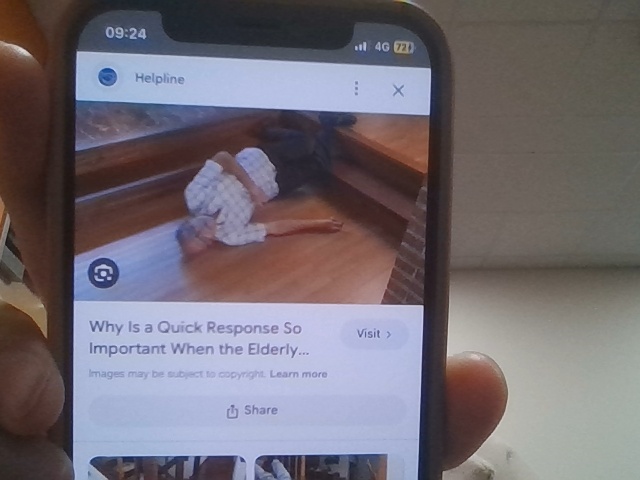 09:24
4G 72
Helpline
Why Is a Quick Response So
Important When the Elderly...
Visit >
Images may be subject to copyright. Learn more
Share